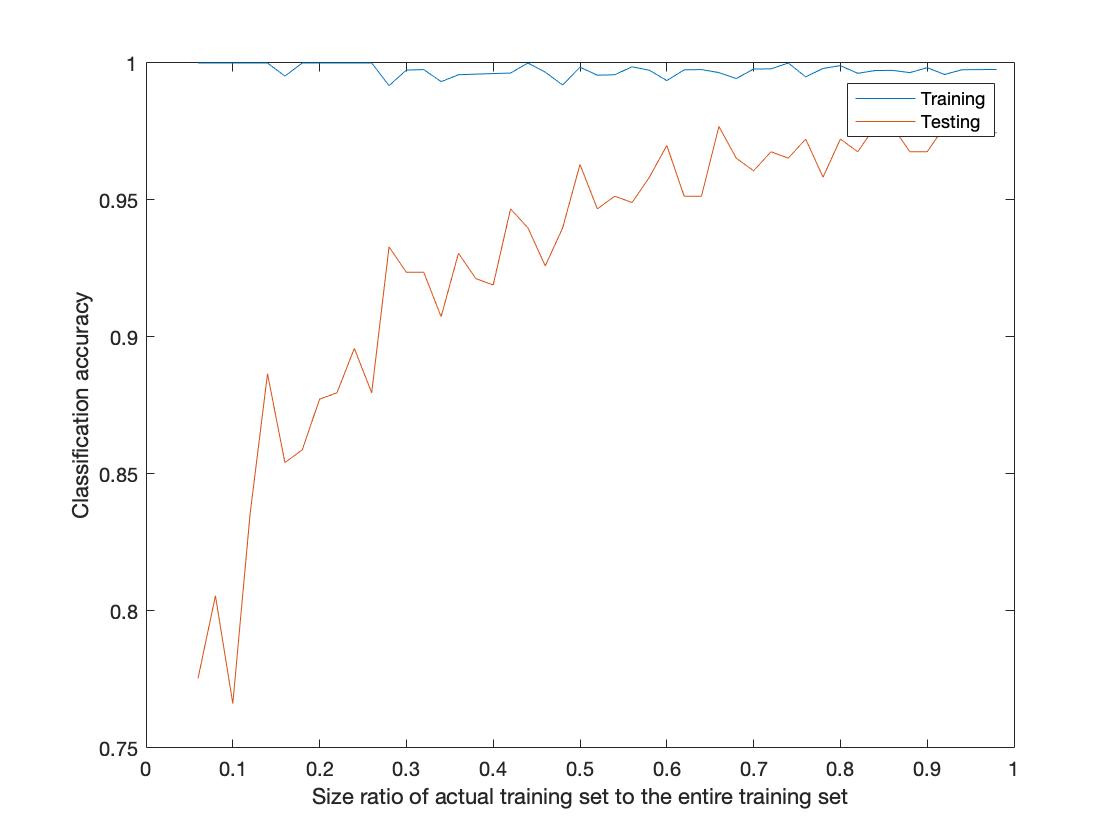 1
0.95
0.9
0.85
0.8
0.75
Classification accuracy
Training
Testing
0 0.1 0.2 0.3 0.4 0.5 0.6 0.7 0.8 0.9 1
Size ratio of actual training set to the entire training set